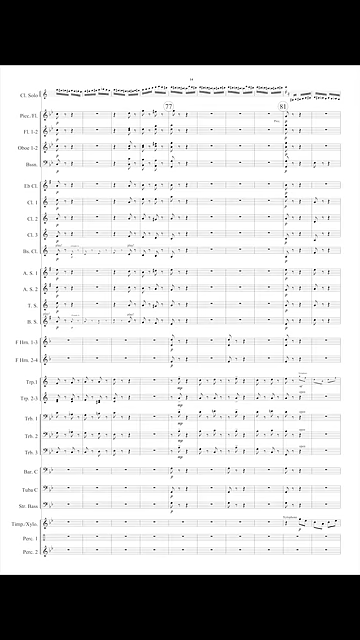 Cl. Solo
77
81
Picc./Fl.
Fl. 1-2
Oboe 1-2
Bssn.
Eb Cl.
Cl. 1
Cl. 2
Cl. 3
Bs. Cl.
A. S. 1
A. S. 2
T. S.
B. S.
F Hrn. 1-3
F Hrn. 2-4
Trp.1
Trp. 2-3
Trb. 1
Trb. 2
Trb. 3
Bar. C
Tuba C
Str. Bass
Timp./Xylo.
Perc. 1
Perc. 2